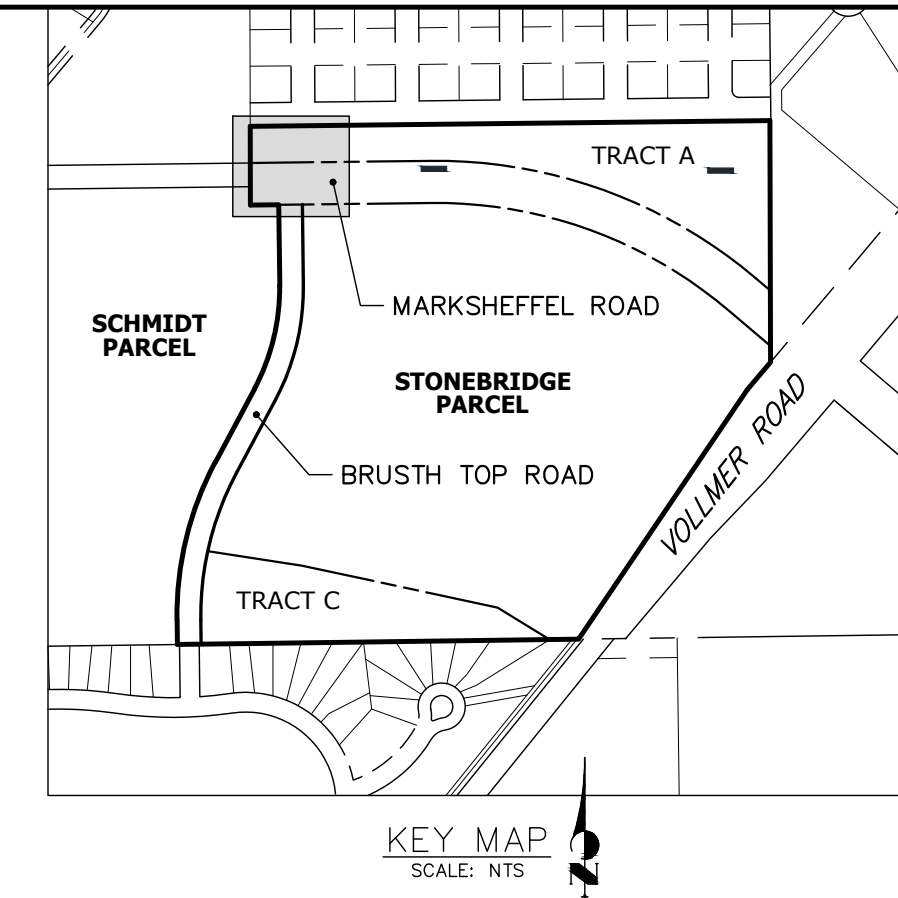 TRACT A
MARKSHEFFEL ROAD
SCHMIDT
PARCEL
STONEBRIDGE
PARCEL
VOLLMER ROAD
BRUSTH TOP ROAD
TRACT C
KEY MAP
SCALE: NTS
N